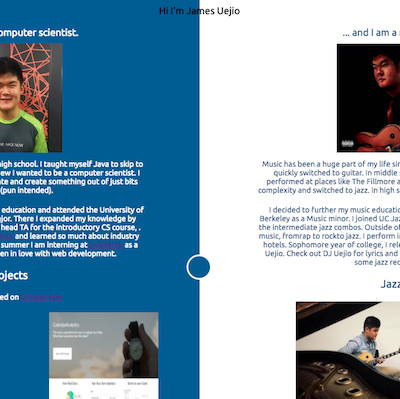 Hi I'm James Uejio
omputer scientist.
high school. I taught myself Java to skip to
ew I wanted to be a computer scientist. I
ate and create something out of just bits
(pun intended).
education and attended the University of
ajor. There I expanded my knowledge by
head TA for the Introductory CS course, .
and learned so much about industry
summer I am interning at
as a
en in love with web development.
ojects
ed on
... and I am a
Music has been a huge part of my life sin
quickly switched to guitar. In middle s
performed at places like The Fillmore a
complexity and switched to jazz. In high s
I decided to further my music educatio
Berkeley as a Music minor. I joined UC Jaz
the intermediate jazz combos. Outside of
music, fromrap to rockto jazz. I perform in
hotels. Sophomore year of college, I rele
Uejio. Check out DJ Uejio for lyrics and
some jazz rec
Jazz